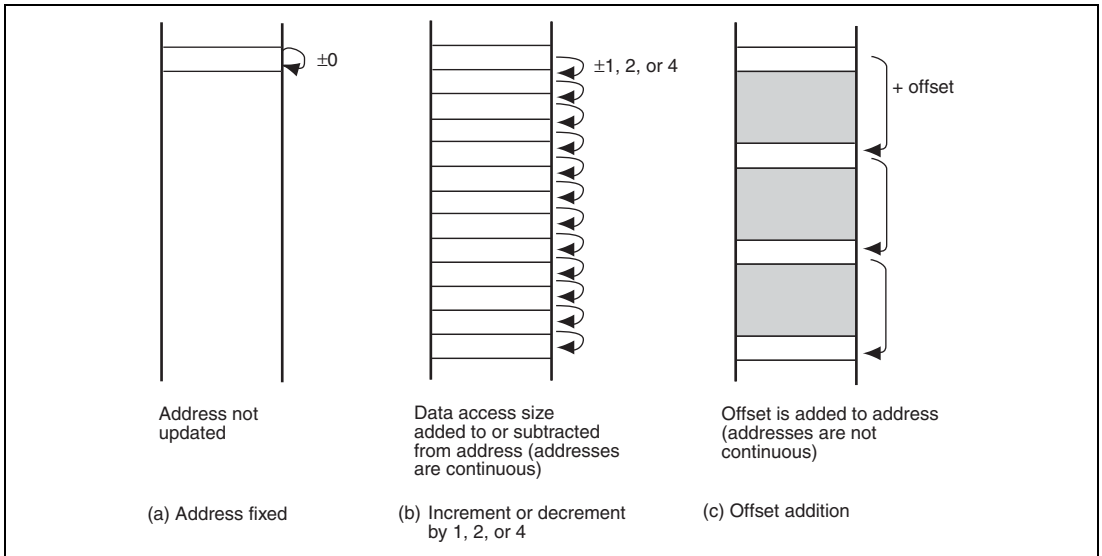 ±0
±1, 2, or 4
+ offset
Address not
updated
Data access size
added to or subtracted
from address (addresses
are continuous)
Offset is added to address
(addresses are not
continuous)
(a) Address fixed
(b) Increment or decrement
by 1, 2, or 4
(c) Offset addition